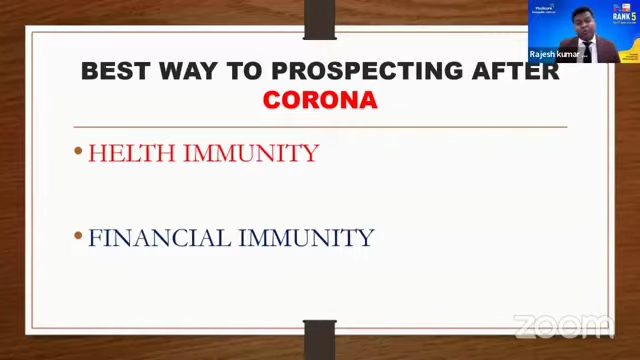 RANK 5
Rajesh kumar ...
BEST WAY TO PROSPECTING AFTER
CORONA
• HELTH IMMUNITY
• FINANCIAL IMMUNITY
zoom